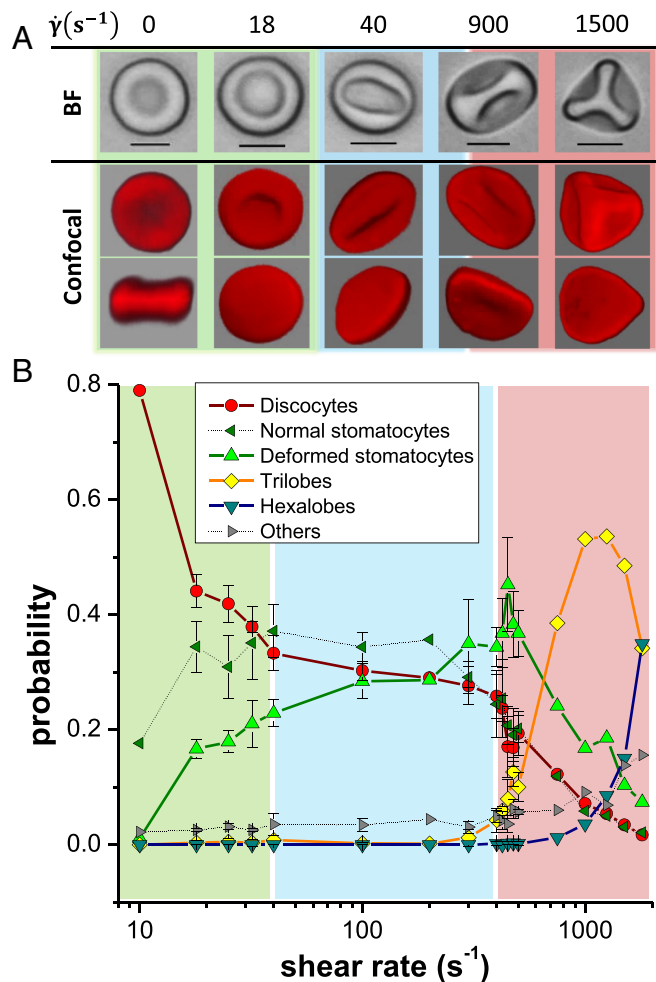 γ̇(s⁻¹) 0 18 40 900 1500
A
BF
Confocal
B
0.8
0.6
0.4
0.2
0.0
probability
Discocytes
Normal stomatocytes
Deformed stomatocytes
Trilobes
Hexalobes
Others
10 100 1000
shear rate (s⁻¹)